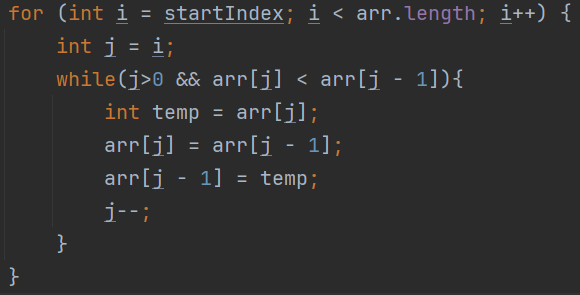 for (int i = startIndex; i < arr.length; i++) {
    int j = i;
    while(j>0 && arr[j] < arr[j - 1]){
        int temp = arr[j];
        arr[j] = arr[j - 1];
        arr[j - 1] = temp;
        j--;
    }
}